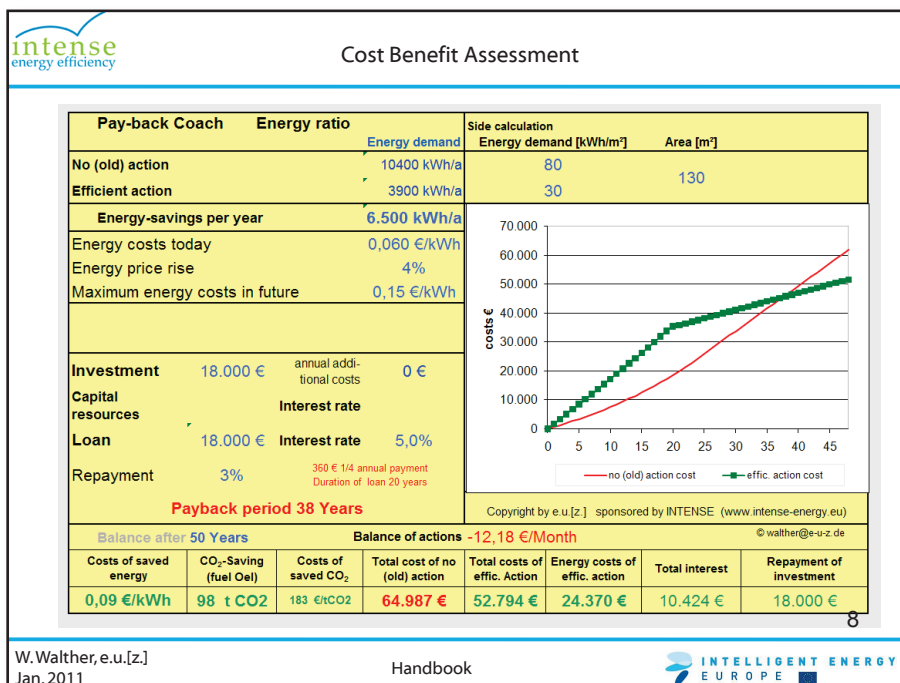 intense
energy efficiency
Cost Benefit Assessment
Pay-back Coach Energy ratio
Energy demand
Side calculation
Energy demand [kWh/m²] Area [m²]
No (old) action 10400 kWh/a 80
130
Efficient action 3900 kWh/a 30
Energy-savings per year 6.500 kWh/a
Energy costs today 0,060 €/kWh
Energy price rise 4%
Maximum energy costs in future 0,15 €/kWh
Investment 18.000 € annual addi-
tional costs 0 €
Capital
resources Interest rate
Loan 18.000 € Interest rate 5,0%
Repayment 3% 360 € 1/4 annual payment
Duration of loan 20 years
Payback period 38 Years
costs €
70.000
60.000
50.000
40.000
30.000
20.000
10.000
0
0 5 10 15 20 25 30 35 40 45
no (old) action cost effic. action cost
Copyright by e.u.[z.] sponsored by INTENSE (www.intense-energy.eu)
Balance after 50 Years Balance of actions -12,18 €/Month © walther@e-u-z.de
Costs of saved
energy
CO₂-Saving
(fuel Oel)
Costs of
saved CO₂
Total cost of no
(old) action
Total costs of
effic. Action
Energy costs of
effic. action
Total interest
Repayment of
investment
0,09 €/kWh 98 t CO2 183 €/tCO2 64.987 € 52.794 € 24.370 € 10.424 € 18.000 €
8
W. Walther, e.u.[z.]
Jan. 2011
Handbook
INTELLIGENT ENERGY
EUROPE